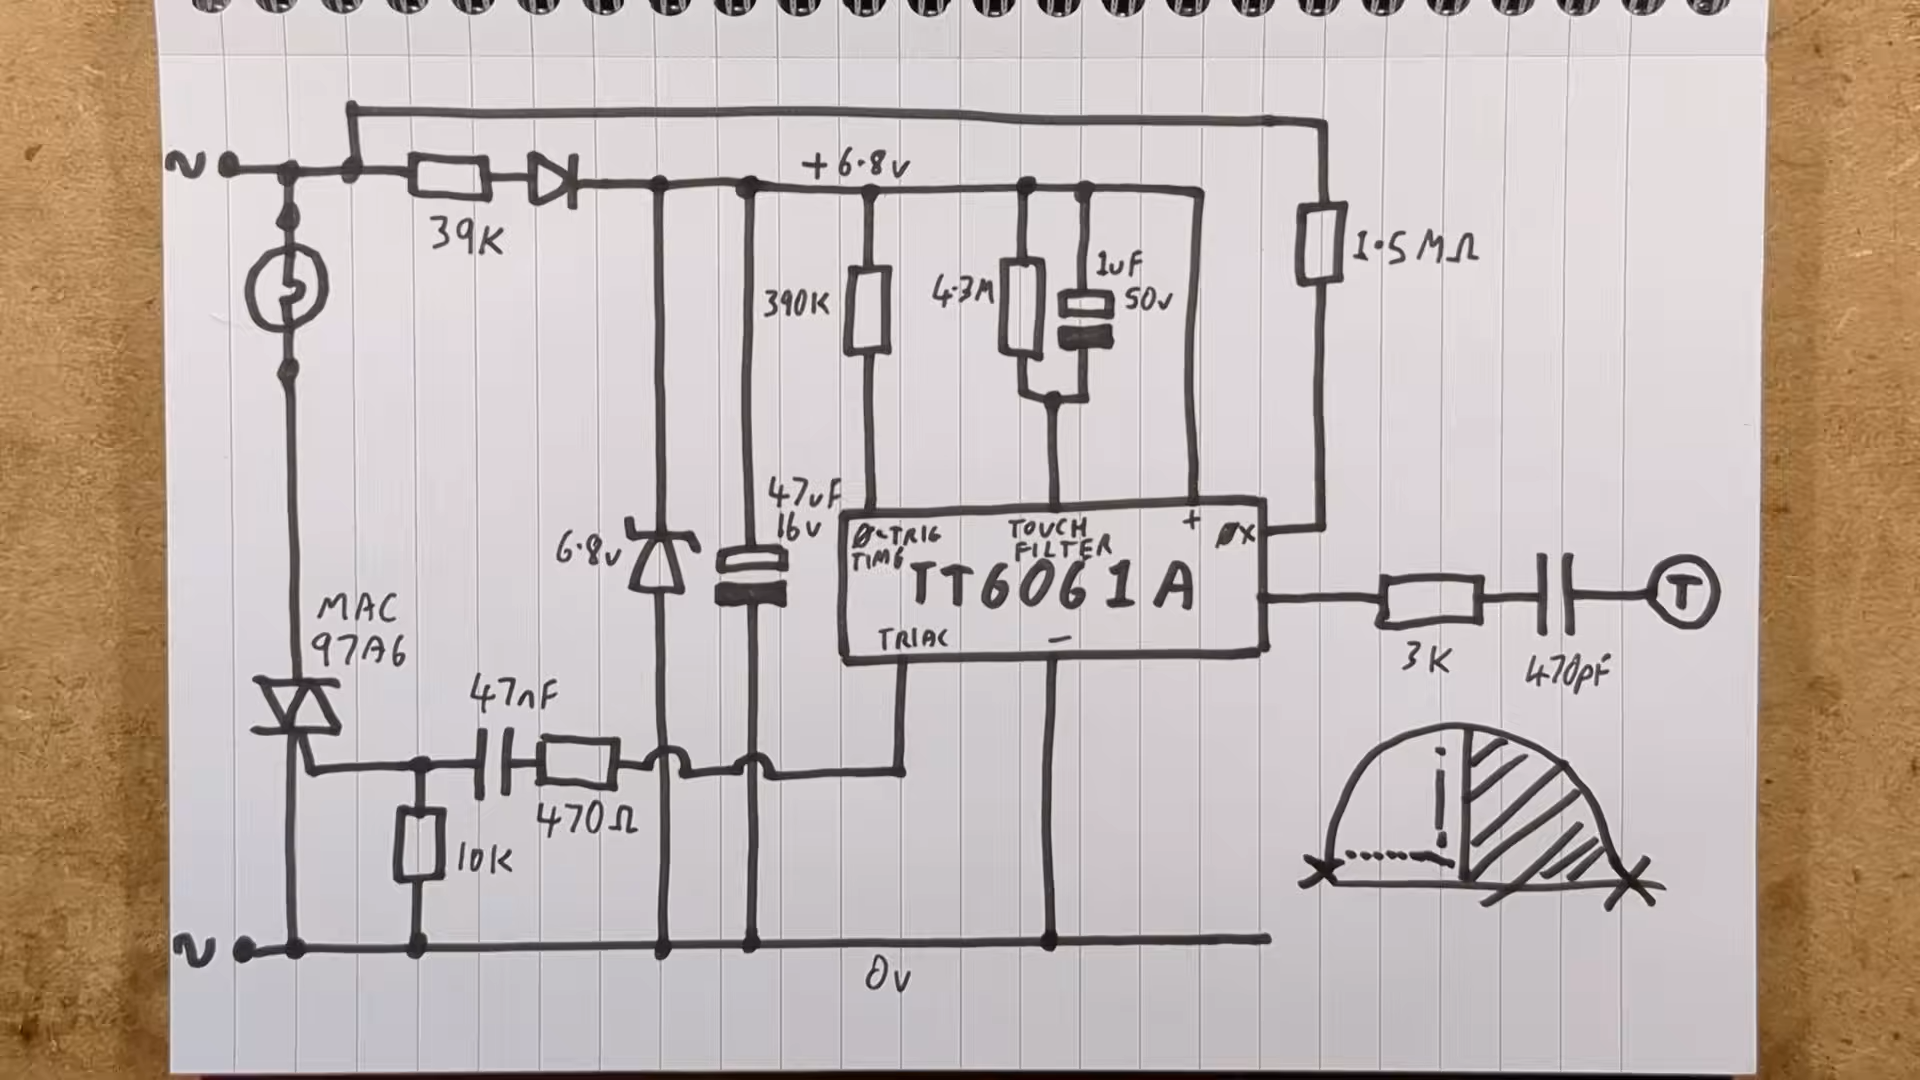 ~
39K
+6.8v
390K
4.3M
1uF
50v
1.5MΩ
47uF
16v
6.8v
MAC
97A6
Ø-TRIG
TIMG
TOUCH
FILTER
+
ØX
TT6061A
TRIAC
−
3K
470pF
T
47nF
470Ω
10K
~
0v